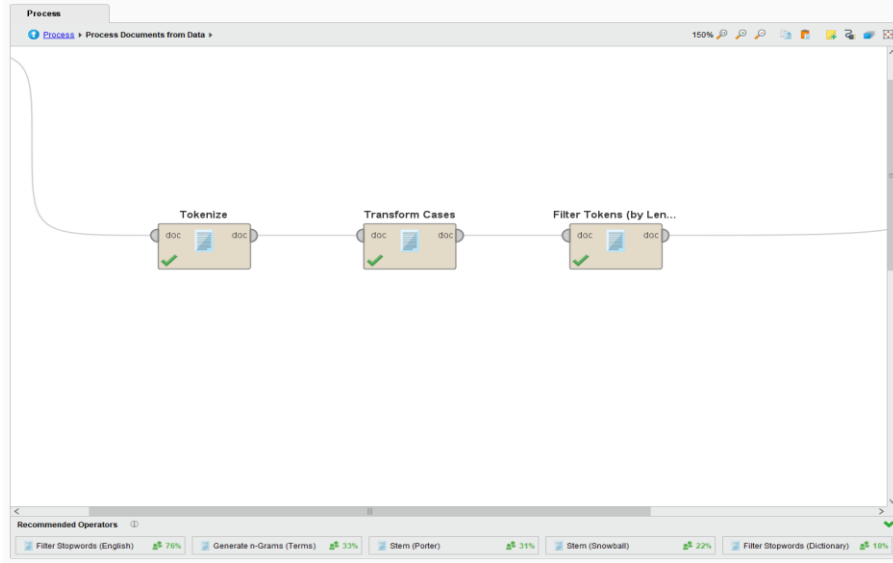 Process
Process ▸ Process Documents from Data ▸
150%
Tokenize
Transform Cases
Filter Tokens (by Len...
doc doc
doc doc
doc doc
Recommended Operators
Filter Stopwords (English) 76%
Generate n-Grams (Terms) 33%
Stem (Porter) 31%
Stem (Snowball) 22%
Filter Stopwords (Dictionary) 18%